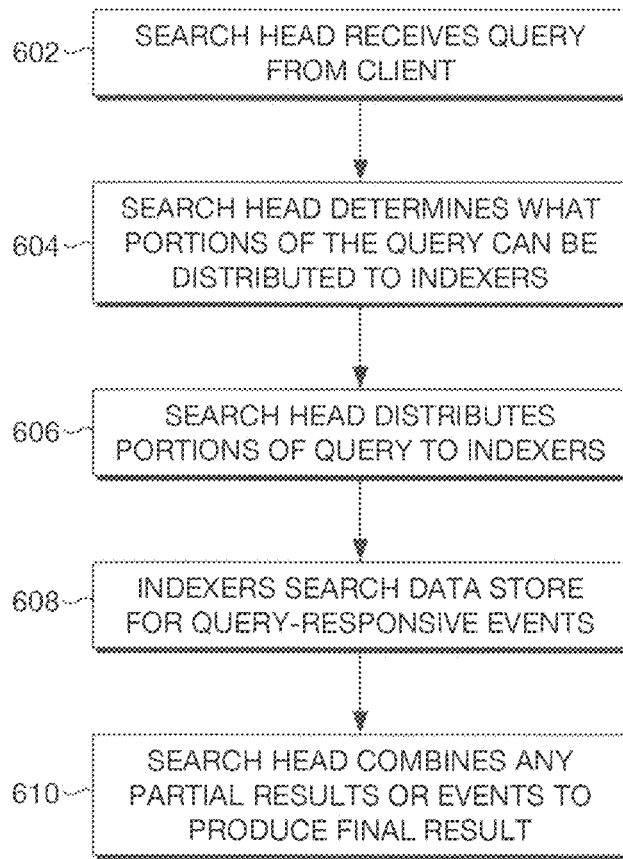 602
SEARCH HEAD RECEIVES QUERY
FROM CLIENT
604
SEARCH HEAD DETERMINES WHAT
PORTIONS OF THE QUERY CAN BE
DISTRIBUTED TO INDEXERS
606
SEARCH HEAD DISTRIBUTES
PORTIONS OF QUERY TO INDEXERS
608
INDEXERS SEARCH DATA STORE
FOR QUERY-RESPONSIVE EVENTS
610
SEARCH HEAD COMBINES ANY
PARTIAL RESULTS OR EVENTS TO
PRODUCE FINAL RESULT